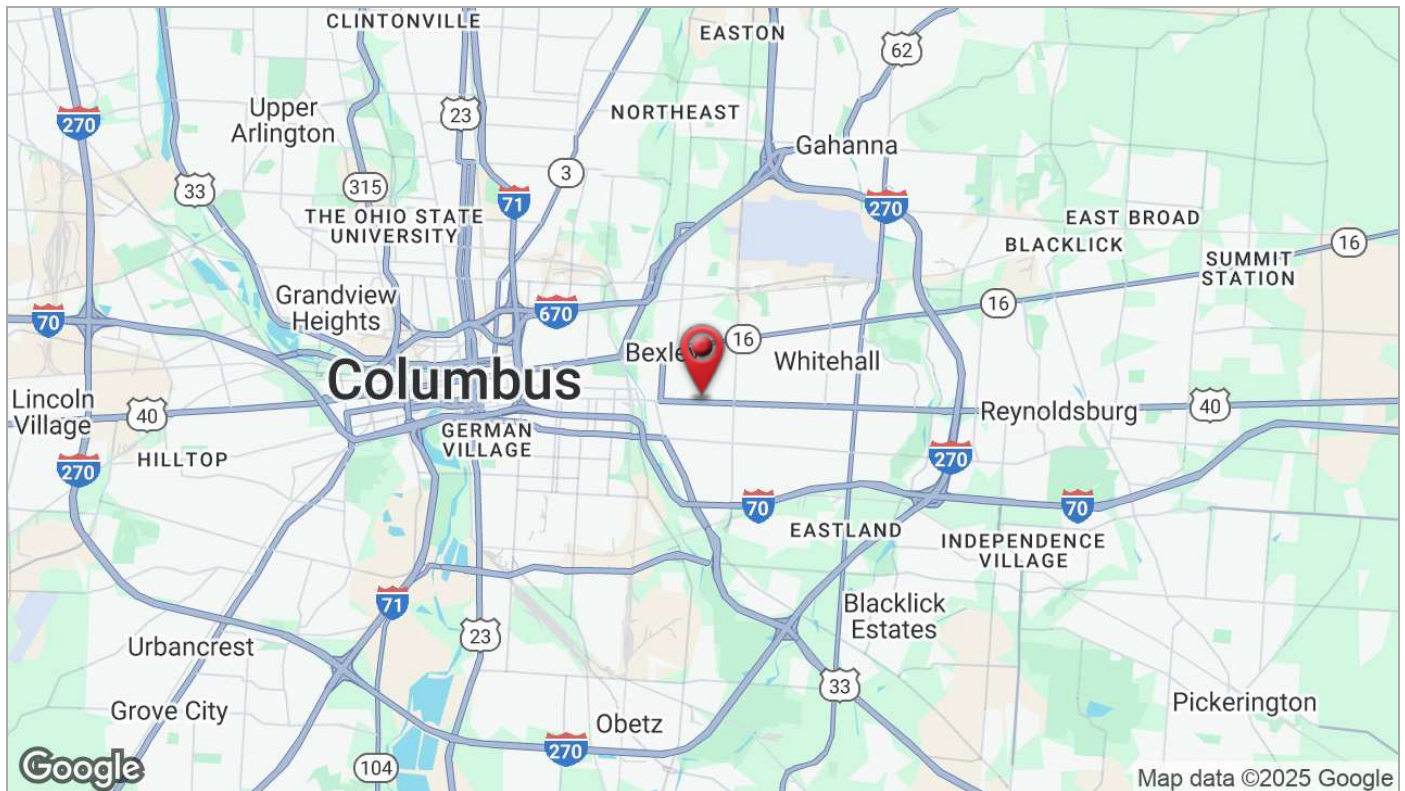 CLINTONVILLE
EASTON
62
Upper
Arlington
270
23
NORTHEAST
Gahanna
3
33
315
71
270
THE OHIO STATE
UNIVERSITY
EAST BROAD
BLACKLICK
16
SUMMIT
STATION
Grandview
Heights
16
70
670
16
Bexley
Whitehall
Columbus
Lincoln
Village
40
Reynoldsburg
40
GERMAN
VILLAGE
HILLTOP
270
270
70
70
EASTLAND
INDEPENDENCE
VILLAGE
71
Blacklick
Estates
23
Urbancrest
33
Pickerington
Grove City
Obetz
270
104
Google
Map data ©2025 Google